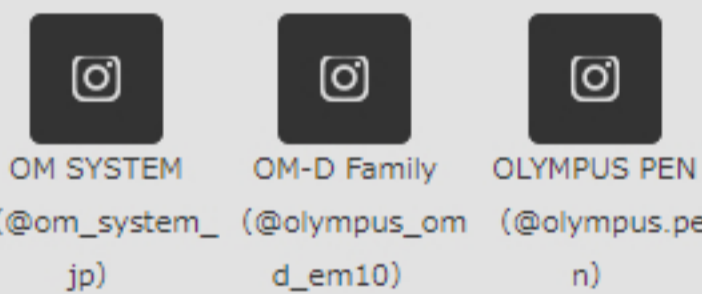 OM SYSTEM
（@om_system_
jp）
OM-D Family
（@olympus_om
d_em10）
OLYMPUS PEN
（@olympus.pe
n）